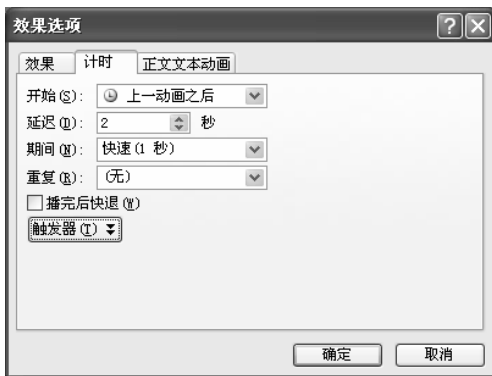 效果选项
效果 计时 正文文本动画
开始(S): 上一动画之后
延迟(D): 2 秒
期间(N): 快速(1 秒)
重复(R): (无)
播完后快退(W)
触发器(T)
确定 取消